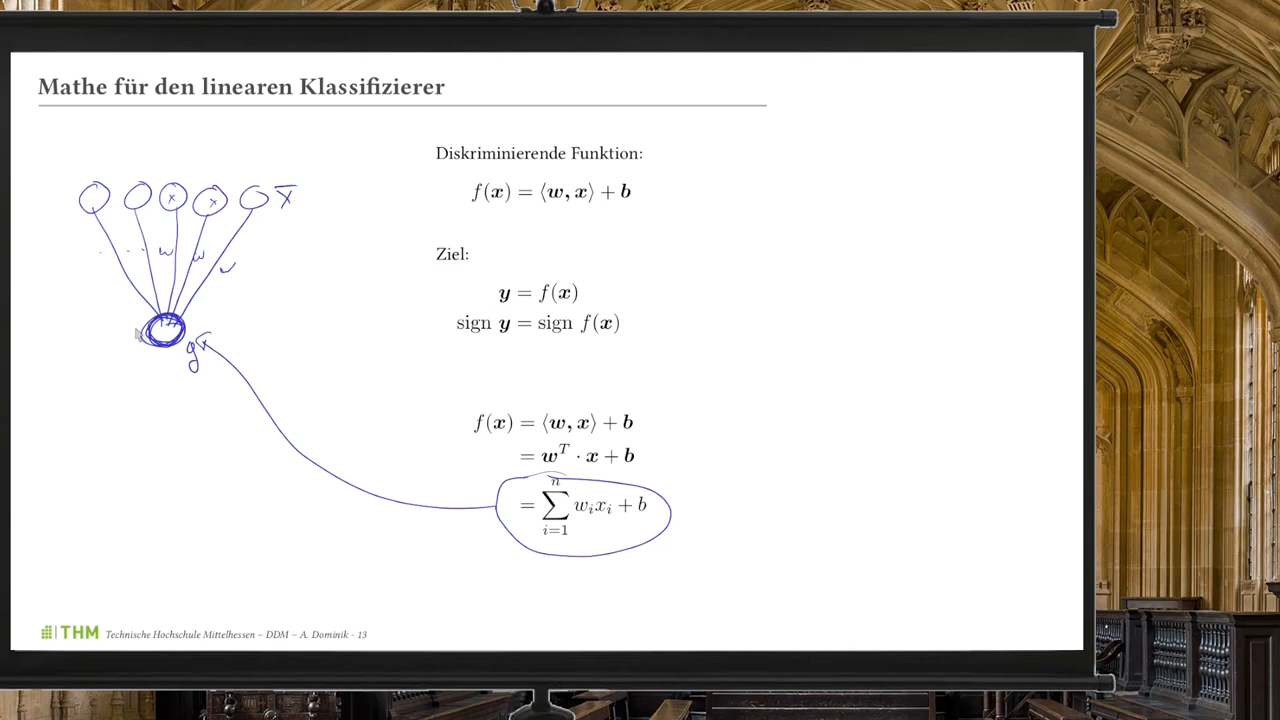 Mathe für den linearen Klassifizierer
Diskriminierende Funktion:
f(x) = ⟨w, x⟩ + b
Ziel:
y = f(x)
sign y = sign f(x)
f(x) = ⟨w, x⟩ + b
= w^T · x + b
= ∑_{i=1}^{n} w_i x_i + b
x x x̄
w w w
THM Technische Hochschule Mittelhessen – DDM – A. Dominik - 13